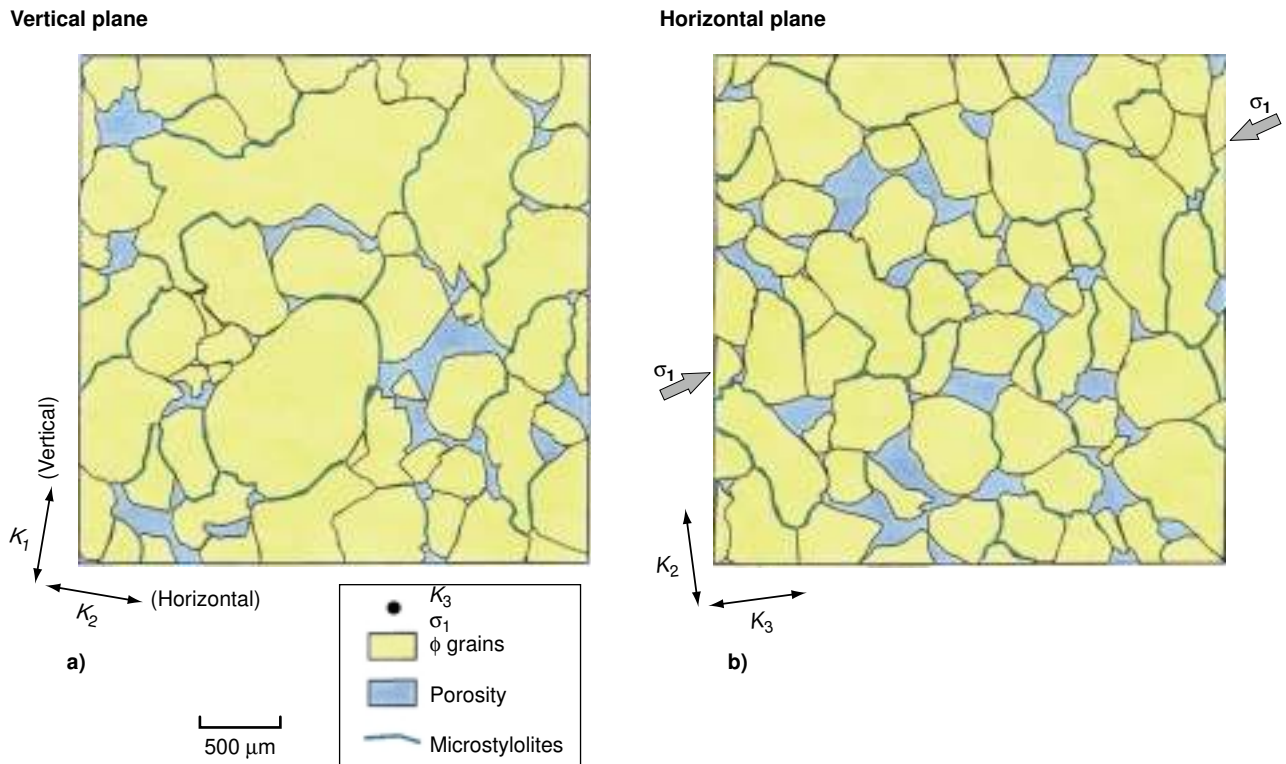 Vertical plane
Horizontal plane
σ1
σ1
(Vertical)
K1
K2
(Horizontal)
K2
K3
K3
σ1
ϕ grains
Porosity
Microstylolites
a)
b)
500 μm